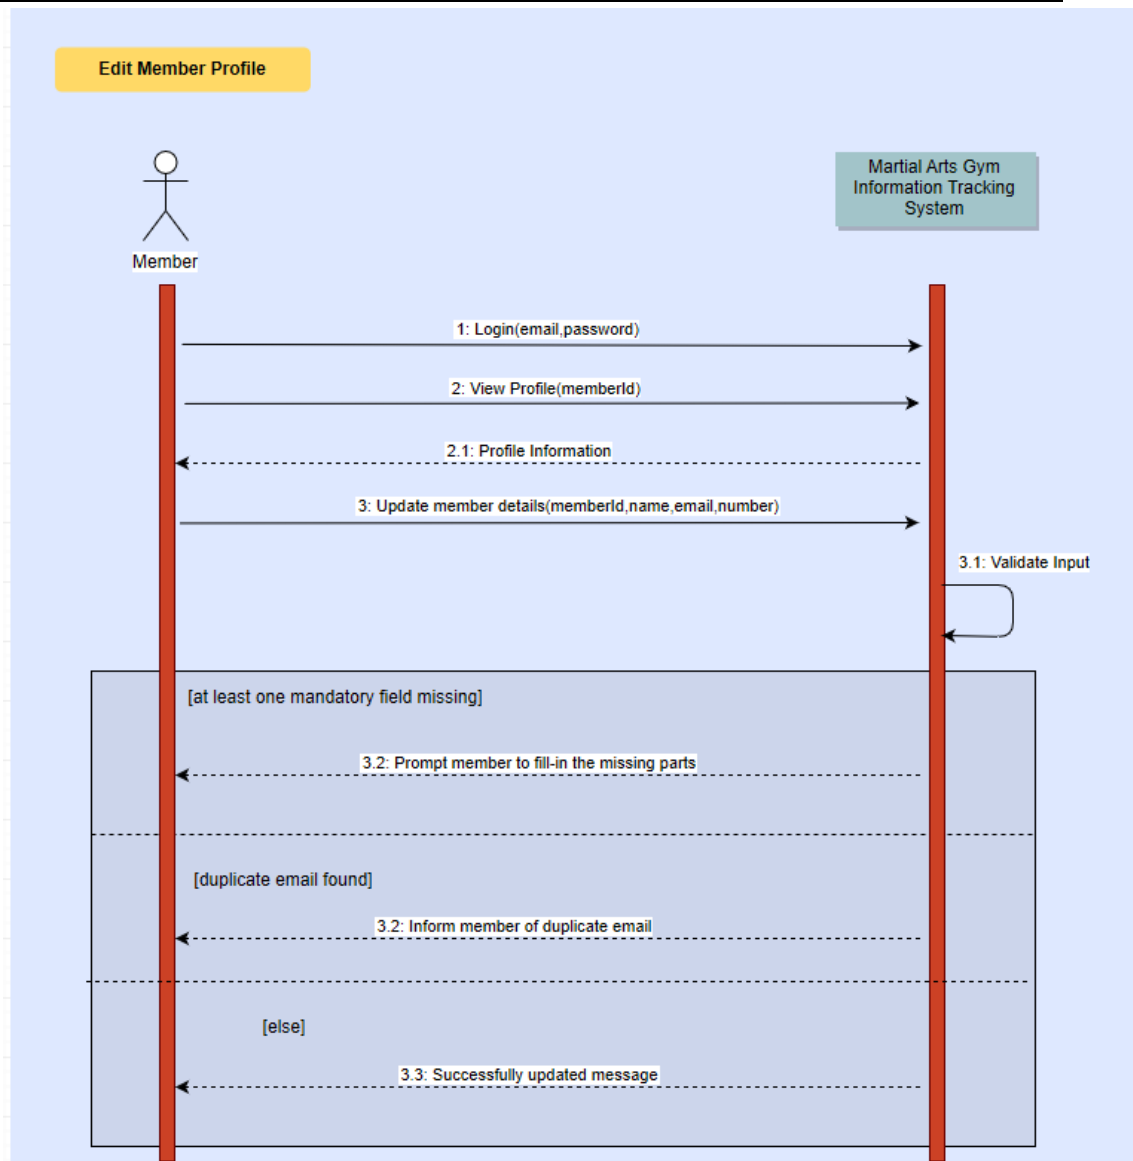 Edit Member Profile
Martial Arts Gym
Information Tracking
System
Member
1: Login(email,password)
2: View Profile(memberId)
2.1: Profile Information
3: Update member details(memberId,name,email,number)
3.1: Validate Input
[at least one mandatory field missing]
3.2: Prompt member to fill-in the missing parts
[duplicate email found]
3.2: Inform member of duplicate email
[else]
3.3: Successfully updated message